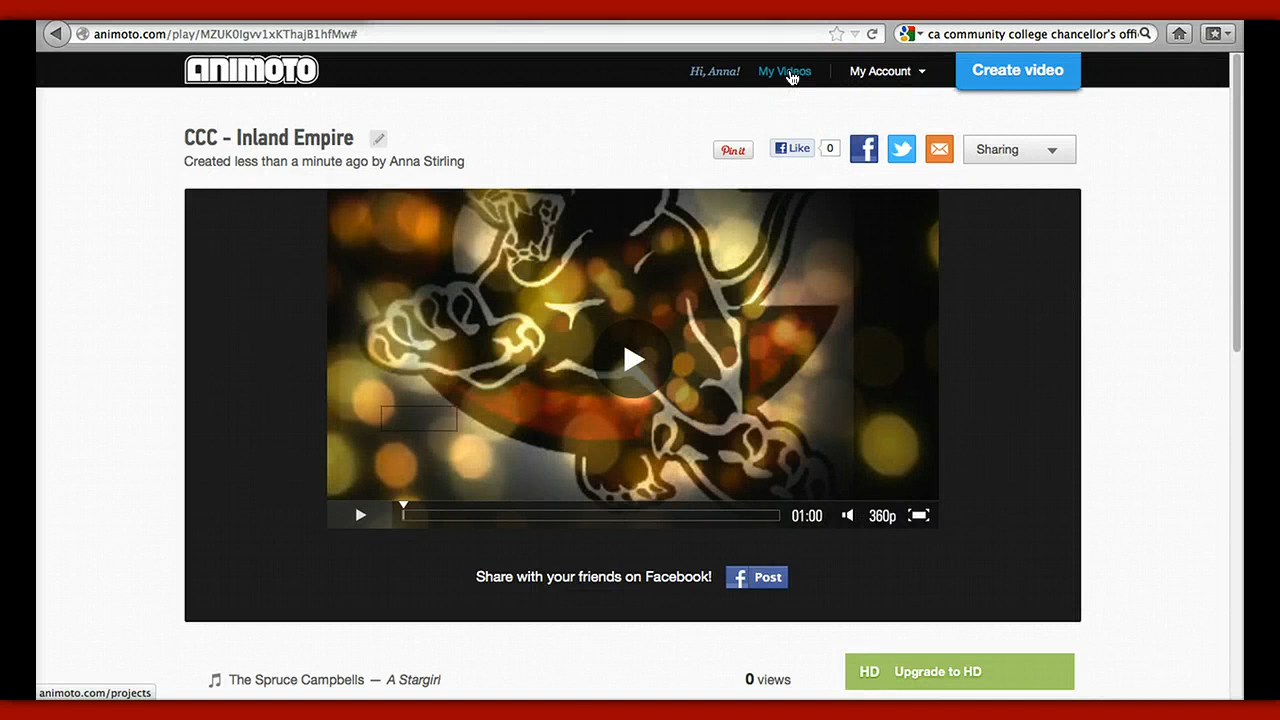 animoto.com/play/MZUK0Igvv1xKThajB1hfMw#
ca community college chancellor's offi
ANIMOTO
Hi, Anna!
My Videos
My Account
Create video
CCC - Inland Empire
Created less than a minute ago by Anna Stirling
Pin it
Like
0
Sharing
01:00
360p
Share with your friends on Facebook!
Post
The Spruce Campbells — A Stargirl
0 views
HD Upgrade to HD
animoto.com/projects